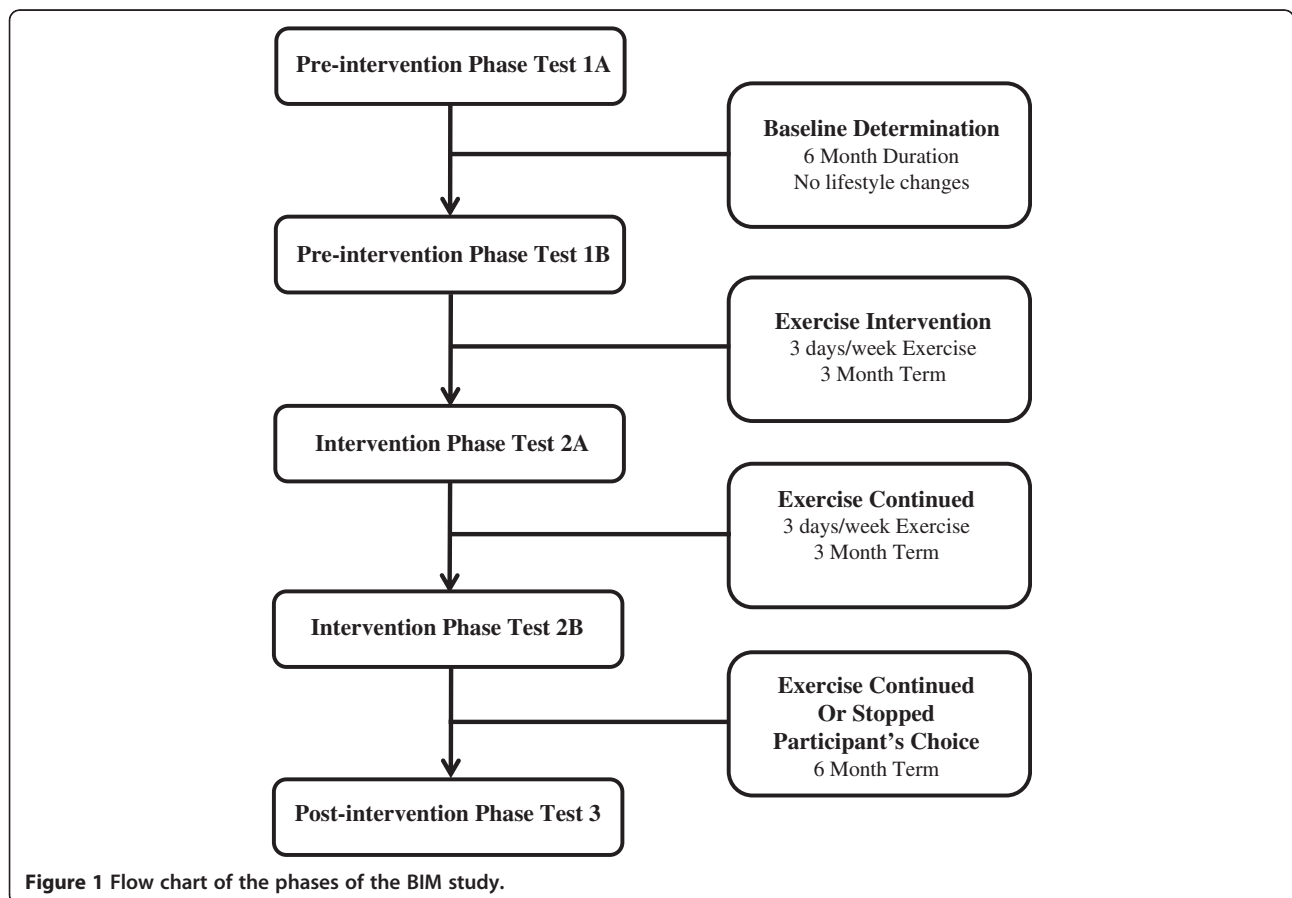 Pre-intervention Phase Test 1A
Baseline Determination
6 Month Duration
No lifestyle changes
Pre-intervention Phase Test 1B
Exercise Intervention
3 days/week Exercise
3 Month Term
Intervention Phase Test 2A
Exercise Continued
3 days/week Exercise
3 Month Term
Intervention Phase Test 2B
Exercise Continued
Or Stopped
Participant's Choice
6 Month Term
Post-intervention Phase Test 3
Figure 1 Flow chart of the phases of the BIM study.